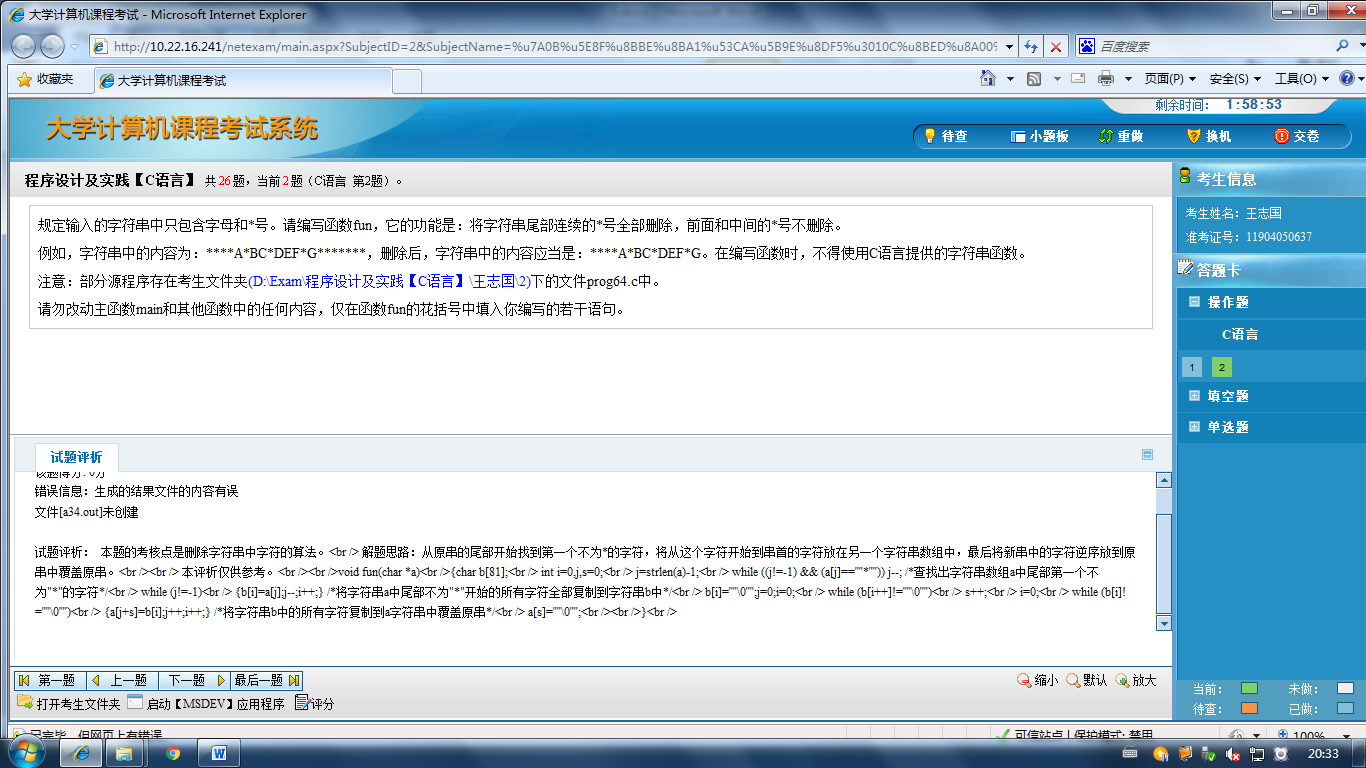 大学计算机课程考试 - Microsoft Internet Explorer
http://10.22.16.241/netexam/main.aspx?SubjectID=2&SubjectName=%u7A0B%u5E8F%u8BBE%u8BA1%u53CA%u5B9E%u8DF5%u3010C%u8BED%u8A00%
百度搜索
收藏夹
大学计算机课程考试
页面(P)
安全(S)
工具(O)
大学计算机课程考试系统
剩余时间: 1:58:53
待查
小题板
重做
换机
交卷
程序设计及实践【C语言】 共26题，当前2题（C语言 第2题）。
规定输入的字符串中只包含字母和*号。请编写函数fun，它的功能是：将字符串尾部连续的*号全部删除，前面和中间的*号不删除。
例如，字符串中的内容为：****A*BC*DEF*G*******，删除后，字符串中的内容应当是：****A*BC*DEF*G。在编写函数时，不得使用C语言提供的字符串函数。
注意：部分源程序存在考生文件夹(D:\Exam\程序设计及实践【C语言】\王志国\2)下的文件prog64.c中。
请勿改动主函数main和其他函数中的任何内容，仅在函数fun的花括号中填入你编写的若干语句。
考生信息
考生姓名: 王志国
准考证号: 11904050637
答题卡
操作题
C语言
1 2
填空题
单选题
试题评析
该题得分: 0分
错误信息：生成的结果文件的内容有误
文件[a34.out]未创建
试题评析： 本题的考核点是删除字符串中字符的算法。<br /> 解题思路：从原串的尾部开始找到第一个不为*的字符，将从这个字符开始到串首的字符放在另一个字符串数组中，最后将新串中的字符逆序放到原
串中覆盖原串。<br /><br /> 本评析仅供参考。<br /><br />void fun(char *a)<br />{char b[81];<br /> int i=0,j,s=0;<br /> j=strlen(a)-1;<br /> while ((j!=-1) && (a[j]==""*"")) j--; /*查找出字符串数组a中尾部第一个不
为"*"的字符*/<br /> while (j!=-1)<br /> {b[i]=a[j];j--;i++;} /*将字符串a中尾部不为"*"开始的所有字符全部复制到字符串b中*/<br /> b[i]=""\0"";j=0;i=0;<br /> while (b[i++]!=""\0"")<br /> s++;<br /> i=0;<br /> while (b[i]!
=""\0"")<br /> {a[j+s]=b[i];j++;i++;} /*将字符串b中的所有字符复制到a字符串中覆盖原串*/<br /> a[s]=""\0"";<br /><br />}<br />
第一题
上一题
下一题
最后一题
缩小
默认
放大
打开考生文件夹
启动【MSDEV】应用程序
评分
当前:
未做:
待查:
已做:
已完毕，但网页上有错误
可信站点 | 保护模式: 禁用
100%
20:33